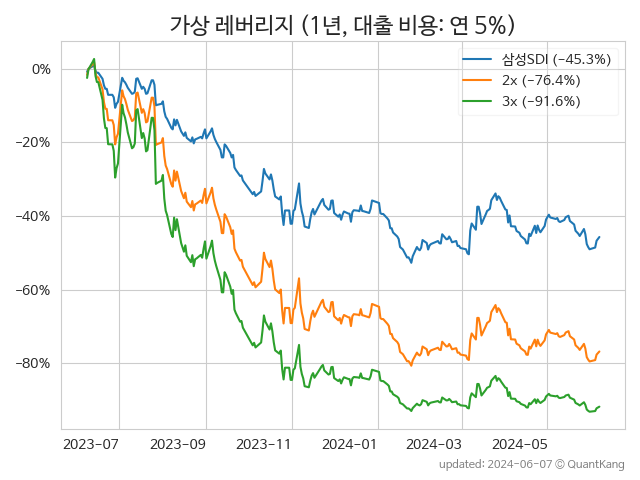 가상 레버리지 (1년, 대출 비용: 연 5%)
삼성SDI (−45.3%)
2x (−76.4%)
3x (−91.6%)
0%
−20%
−40%
−60%
−80%
2023-07 2023-09 2023-11 2024-01 2024-03 2024-05
updated: 2024-06-07 © QuantKang